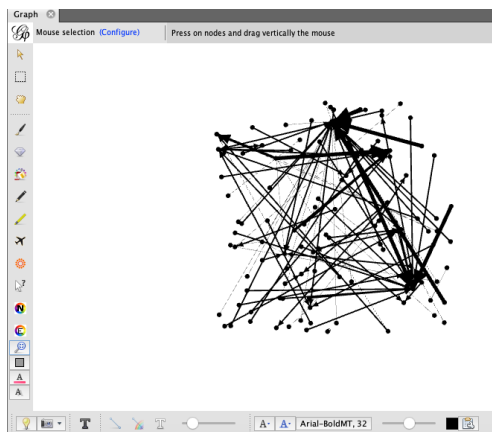 Graph
Mouse selection (Configure) Press on nodes and drag vertically the mouse
?
N
E
A
A
T T A- A- Arial-BoldMT, 32